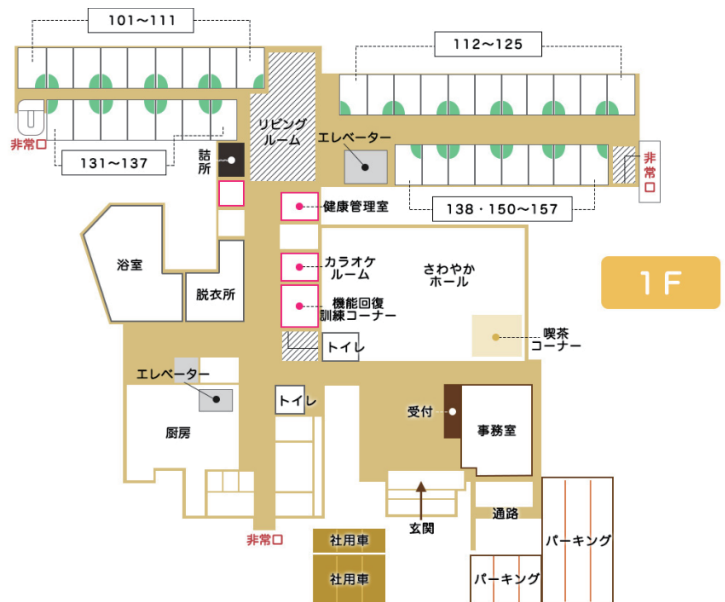 101〜111
112〜125
リビング
ルーム
エレベーター
非常口
131〜137
詰
所
非
常
口
138・150〜157
健康管理室
浴室
脱衣所
カラオケ
ルーム
さわやか
ホール
1F
機能回復
訓練コーナー
喫茶
コーナー
トイレ
エレベーター
トイレ
受付
事務室
厨房
玄関
通路
非常口
社用車
パーキング
社用車
パーキング